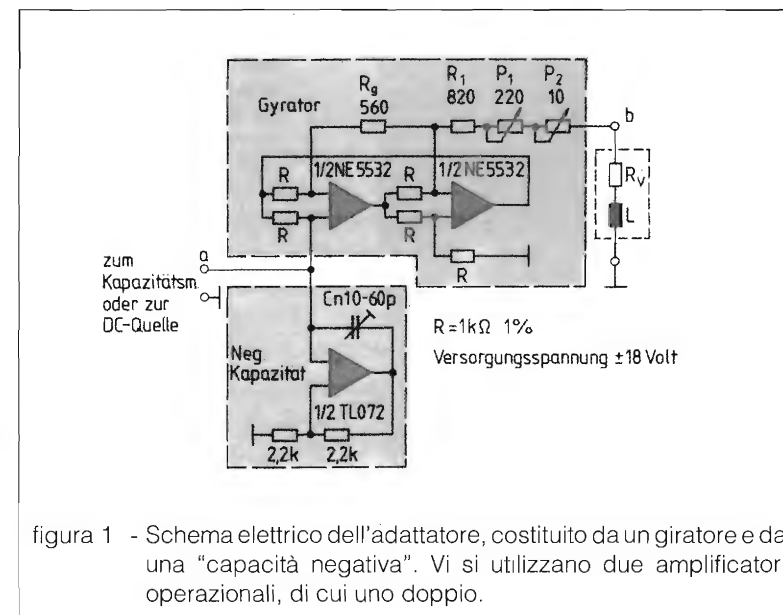 Gyrator
Rg
560
R1
820
P1
220
P2
10
b
R
1/2NE5532
R
1/2NE5532
R
R
R
Rv
L
a
zum
Kapazitätsm.
oder zur
DC-Quelle
Cn10-60p
Neg
Kapazitat
1/2 TL072
2,2k
2,2k
R=1kΩ 1%
Versorgungsspannung ±18 Volt
figura 1 - Schema elettrico dell'adattatore, costituito da un giratore e da
una "capacità negativa". Vi si utilizzano due amplificator
operazionali, di cui uno doppio.